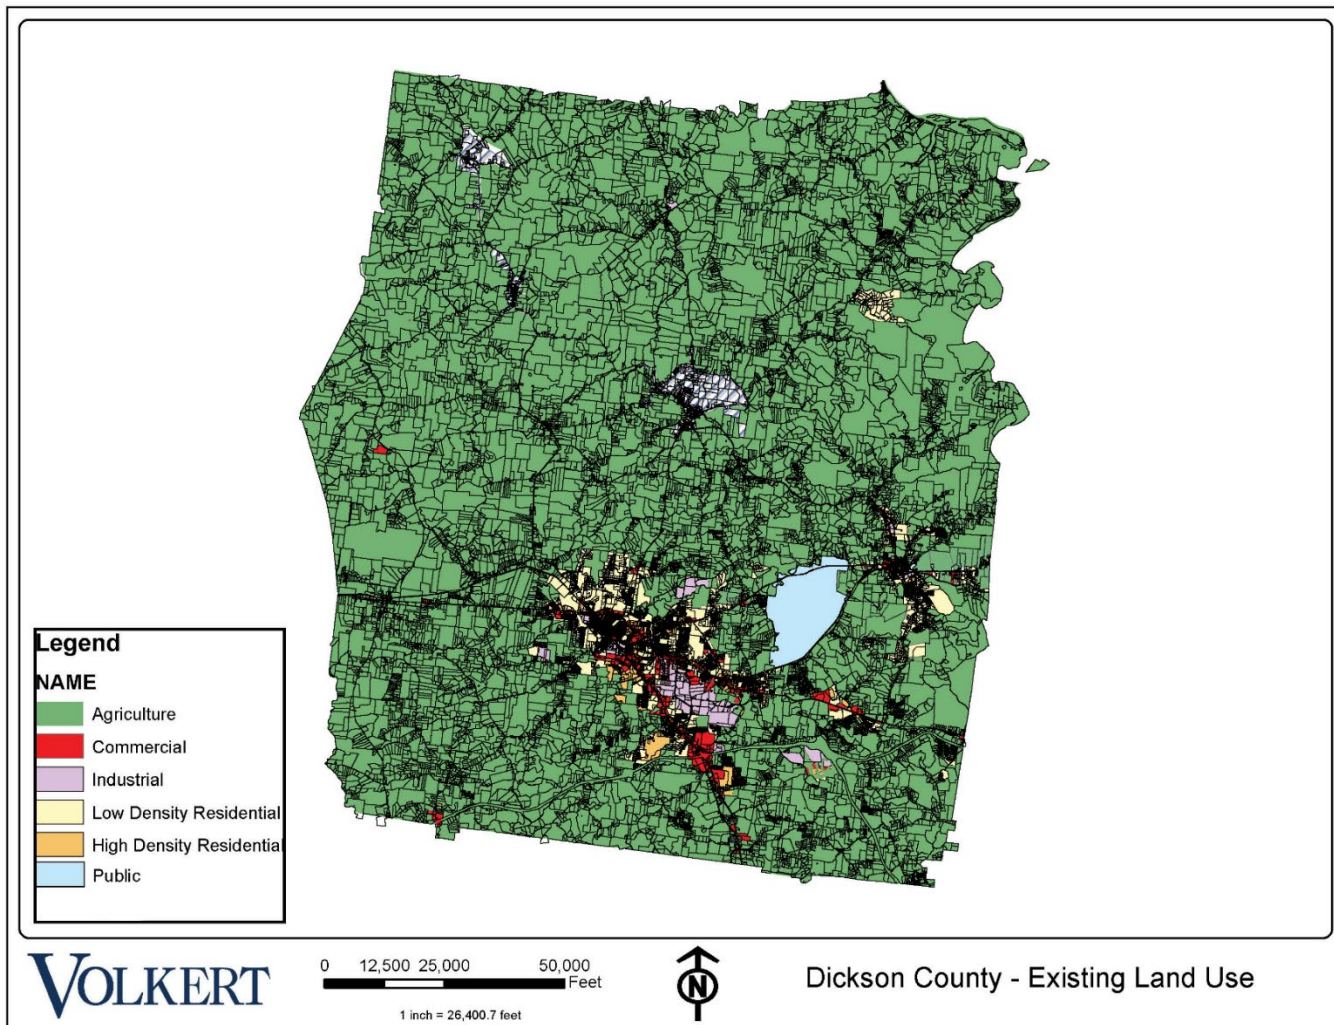 Legend
NAME
Agriculture
Commercial
Industrial
Low Density Residential
High Density Residential
Public
VOLKERT
0 12,500 25,000 50,000
Feet
1 inch = 26,400.7 feet
N
Dickson County - Existing Land Use